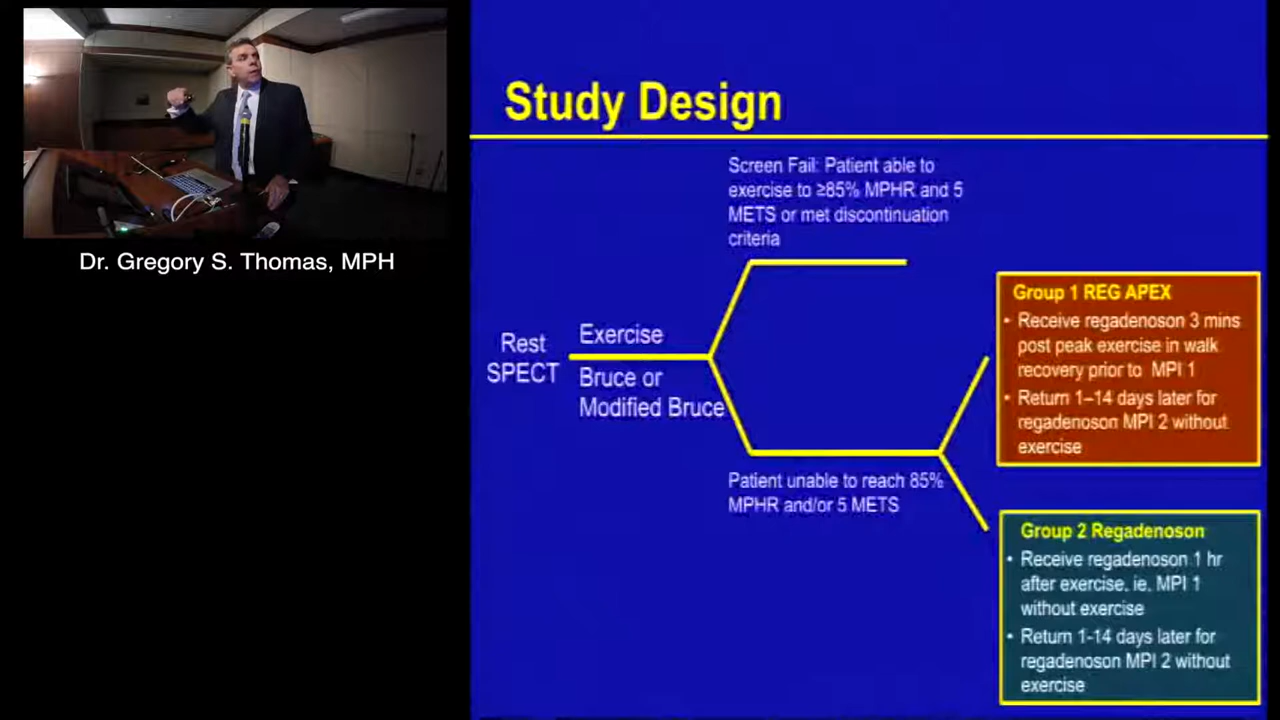 Dr. Gregory S. Thomas, MPH
Study Design
Screen Fail: Patient able to
exercise to ≥85% MPHR and 5
METS or met discontinuation
criteria
Rest
SPECT
Exercise
Bruce or
Modified Bruce
Patient unable to reach 85%
MPHR and/or 5 METS
Group 1 REG APEX
• Receive regadenoson 3 mins
post peak exercise in walk
recovery prior to MPI 1
• Return 1–14 days later for
regadenoson MPI 2 without
exercise
Group 2 Regadenoson
• Receive regadenoson 1 hr
after exercise, ie, MPI 1
without exercise
• Return 1-14 days later for
regadenoson MPI 2 without
exercise